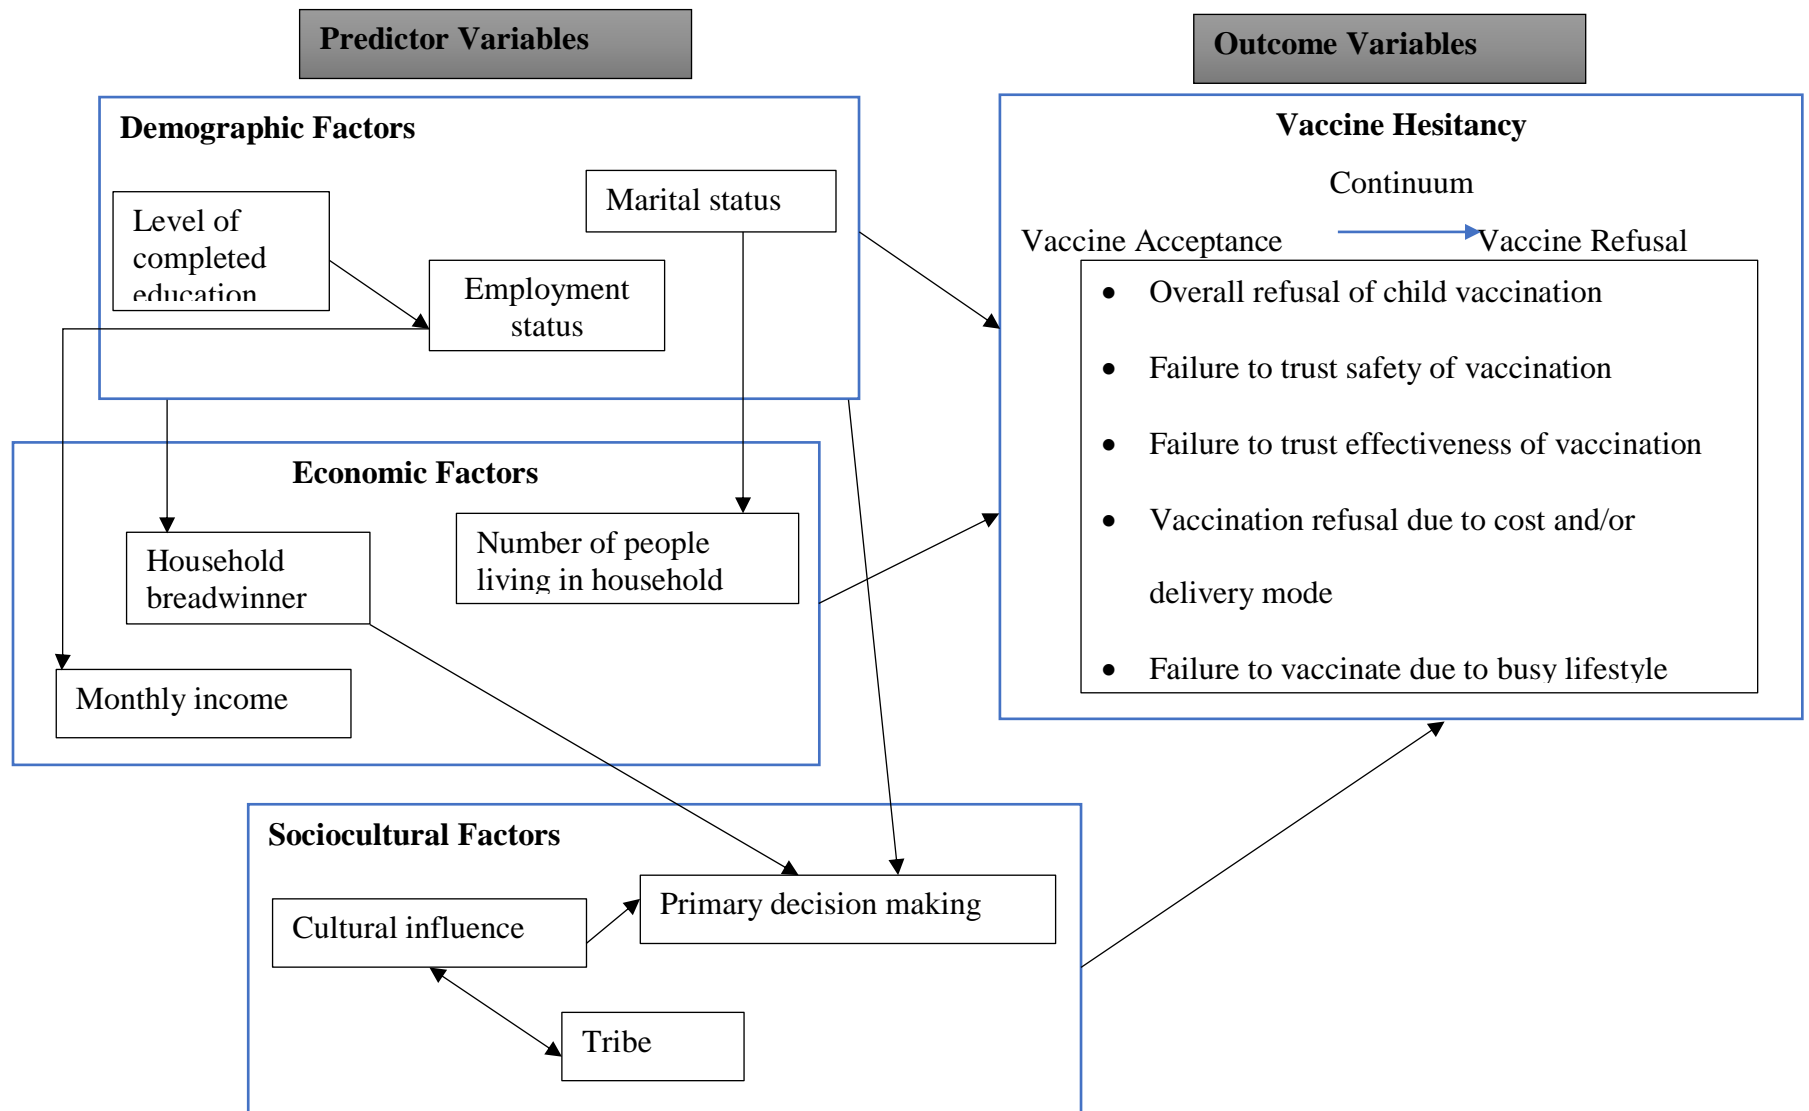 Predictor Variables
Outcome Variables
Demographic Factors
Level of
completed
education
Marital status
Employment
status
Economic Factors
Household
breadwinner
Number of people
living in household
Monthly income
Sociocultural Factors
Cultural influence
Primary decision making
Tribe
Vaccine Hesitancy
Continuum
Vaccine Acceptance
Vaccine Refusal
• Overall refusal of child vaccination
• Failure to trust safety of vaccination
• Failure to trust effectiveness of vaccination
• Vaccination refusal due to cost and/or
delivery mode
• Failure to vaccinate due to busy lifestyle